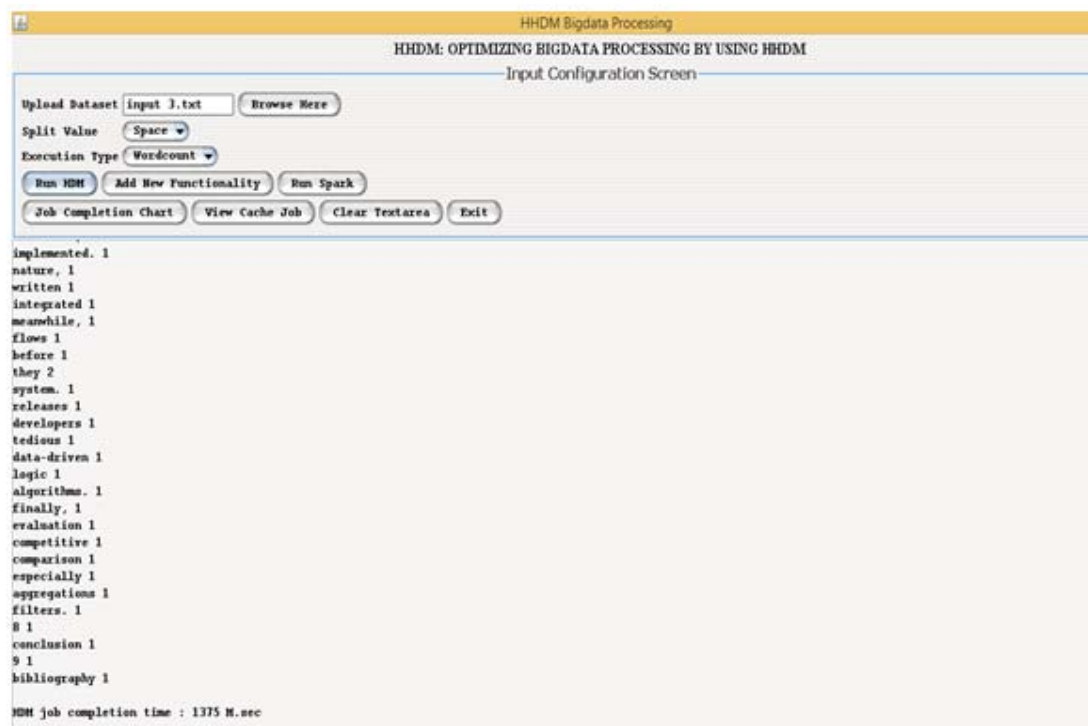 HHDM Bigdata Processing
HHDM: OPTIMIZING BIGDATA PROCESSING BY USING HHDM
Input Configuration Screen
Upload Dataset input 3.txt Browse Here
Split Value Space
Execution Type Wordcount
Run HDM Add New Functionality Run Spark
Job Completion Chart View Cache Job Clear Textarea Exit
implemented. 1
nature, 1
written 1
integrated 1
meanwhile, 1
flows 1
before 1
they 2
system. 1
releases 1
developers 1
tedious 1
data-driven 1
logic 1
algorithms. 1
finally, 1
evaluation 1
competitive 1
comparison 1
especially 1
aggregations 1
filters. 1
8 1
conclusion 1
9 1
bibliography 1
HDM job completion time : 1375 M.sec